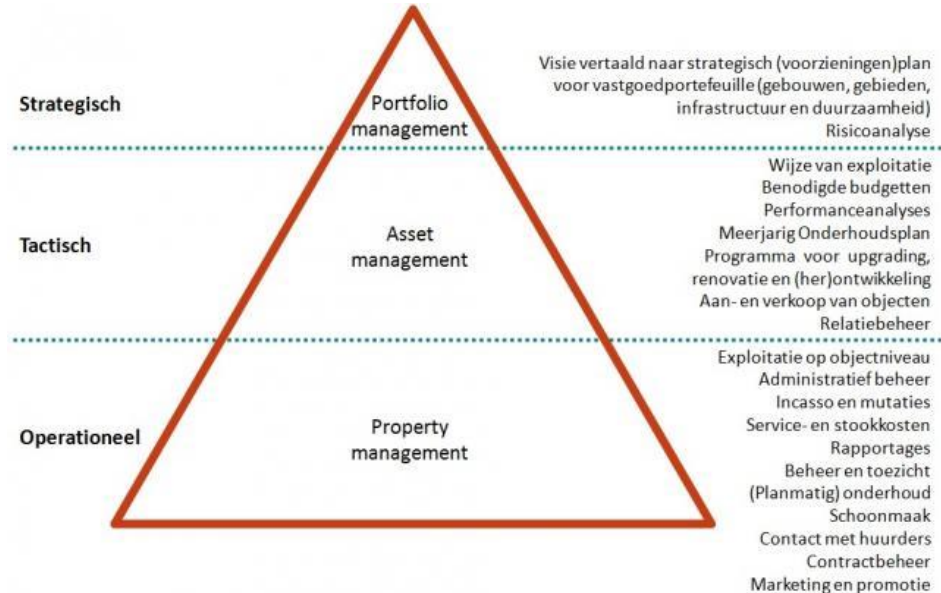 Strategisch
Portfolio
management
Visie vertaald naar strategisch (voorzieningen)plan
voor vastgoedportefeuille (gebouwen, gebieden,
infrastructuur en duurzaamheid)
Risicoanalyse
Tactisch
Asset
management
Wijze van exploitatie
Benodigde budgetten
Performanceanalyses
Meerjarig Onderhoudsplan
Programma voor upgrading,
renovatie en (her)ontwikkeling
Aan- en verkoop van objecten
Relatiebeheer
Operationeel
Property
management
Exploitatie op objectniveau
Administratief beheer
Incasso en mutaties
Service- en stookkosten
Rapportages
Beheer en toezicht
(Planmatig) onderhoud
Schoonmaak
Contact met huurders
Contractbeheer
Marketing en promotie